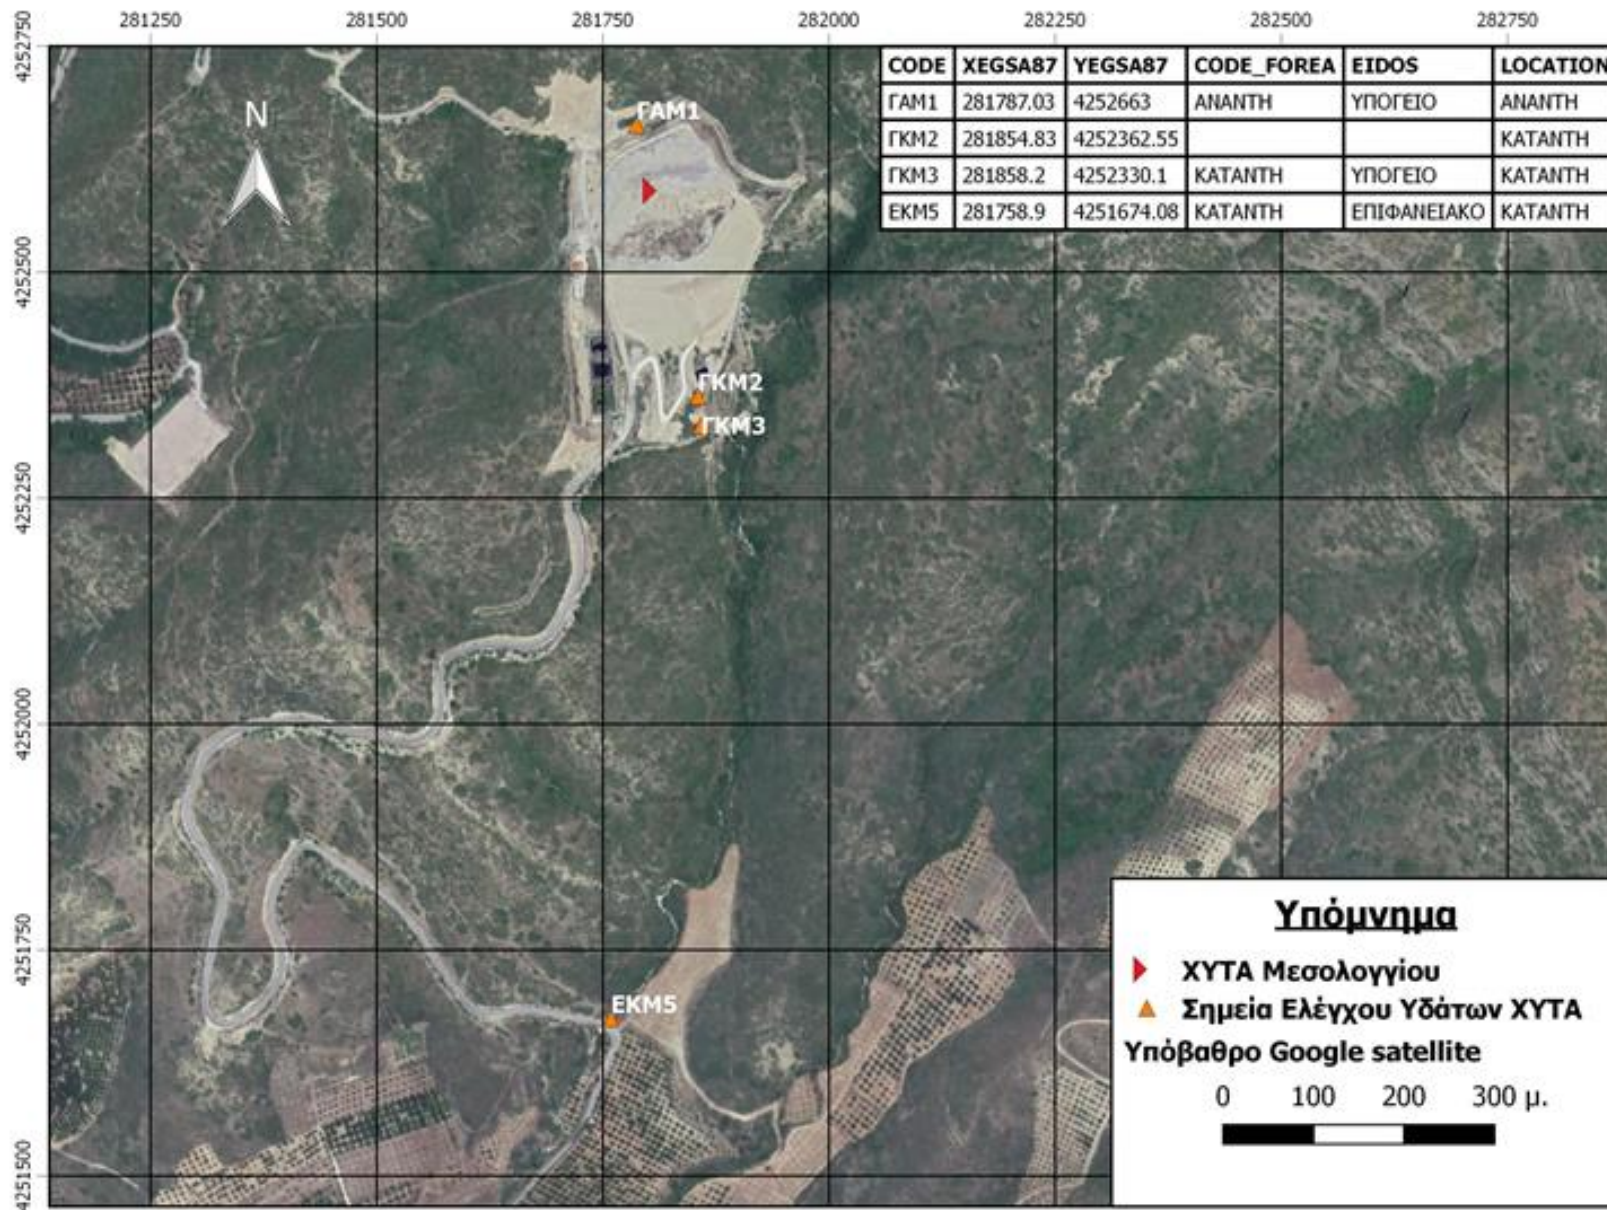 281250 281500 281750 282000 282250 282500 282750
4252750
4252500
4252250
4252000
4251750
4251500
CODE XEGSA87 YEGSA87 CODE_FOREA EIDOS LOCATION
ΓΑΜ1 281787.03 4252663 ΑΝΑΝΤΗ ΥΠΟΓΕΙΟ ΑΝΑΝΤΗ
ΓΚΜ2 281854.83 4252362.55 ΚΑΤΑΝΤΗ
ΓΚΜ3 281858.2 4252330.1 ΚΑΤΑΝΤΗ ΥΠΟΓΕΙΟ ΚΑΤΑΝΤΗ
ΕΚΜ5 281758.9 4251674.08 ΚΑΤΑΝΤΗ ΕΠΙΦΑΝΕΙΑΚΟ ΚΑΤΑΝΤΗ
N
ΓΑΜ1
ΓΚΜ2
ΓΚΜ3
ΕΚΜ5
Υπόμνημα
ΧΥΤΑ Μεσολογγίου
Σημεία Ελέγχου Υδάτων ΧΥΤΑ
Υπόβαθρο Google satellite
0 100 200 300 μ.